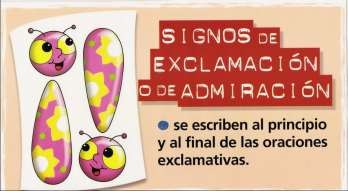 SIGNOS DE
EXCLAMACIÓN
O DE ADMIRACIÓN
se escriben al principio
y al final de las oraciones
exclamativas.